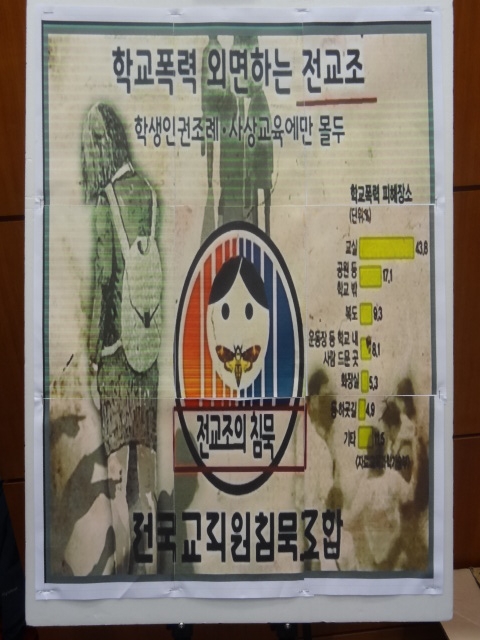 학교폭력 외면하는 전교조
학생인권조례·사상교육에만 몰두
학교폭력 피해장소
(단위:%)
교실 43.8
공원 등
학교 밖 17.1
복도 9.3
운동장 등 학교 내
사람 드문 곳 8.1
화장실 5.3
등·하굣길 4.9
기타
전교조의 침묵
전국교직원침묵조합